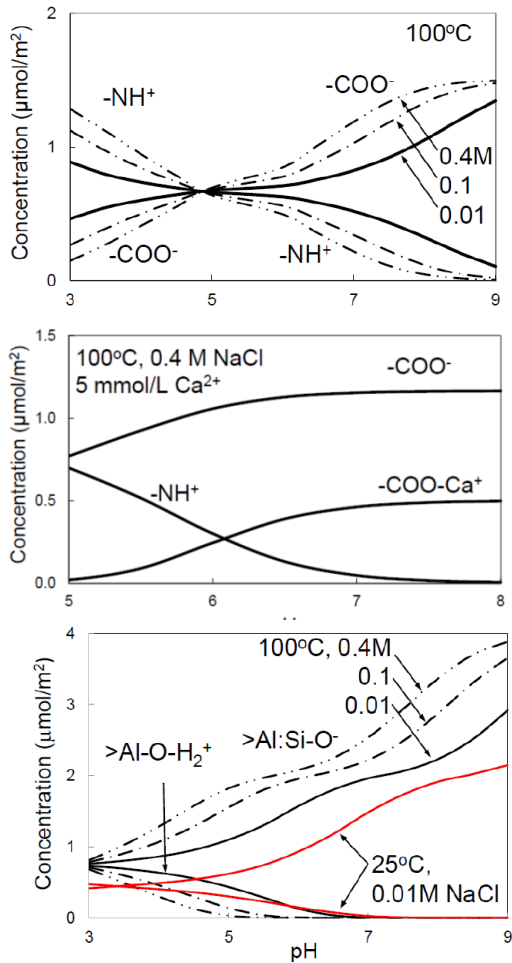 Concentration (µmol/m²)
2
1
0
100°C
-NH⁺
-COO⁻
0.4M
0.1
0.01
-COO⁻
-NH⁺
3
5
7
9
Concentration (µmol/m²)
1.5
1.0
0.5
0.0
100°C, 0.4 M NaCl
5 mmol/L Ca²⁺
-COO⁻
-NH⁺
-COO-Ca⁺
5
6
7
8
Concentration (µmol/m²)
4
3
2
1
0
100°C, 0.4M
0.1
0.01
>Al-O-H₂⁺
>Al:Si-O⁻
25°C,
0.01M NaCl
3
5
7
9
pH